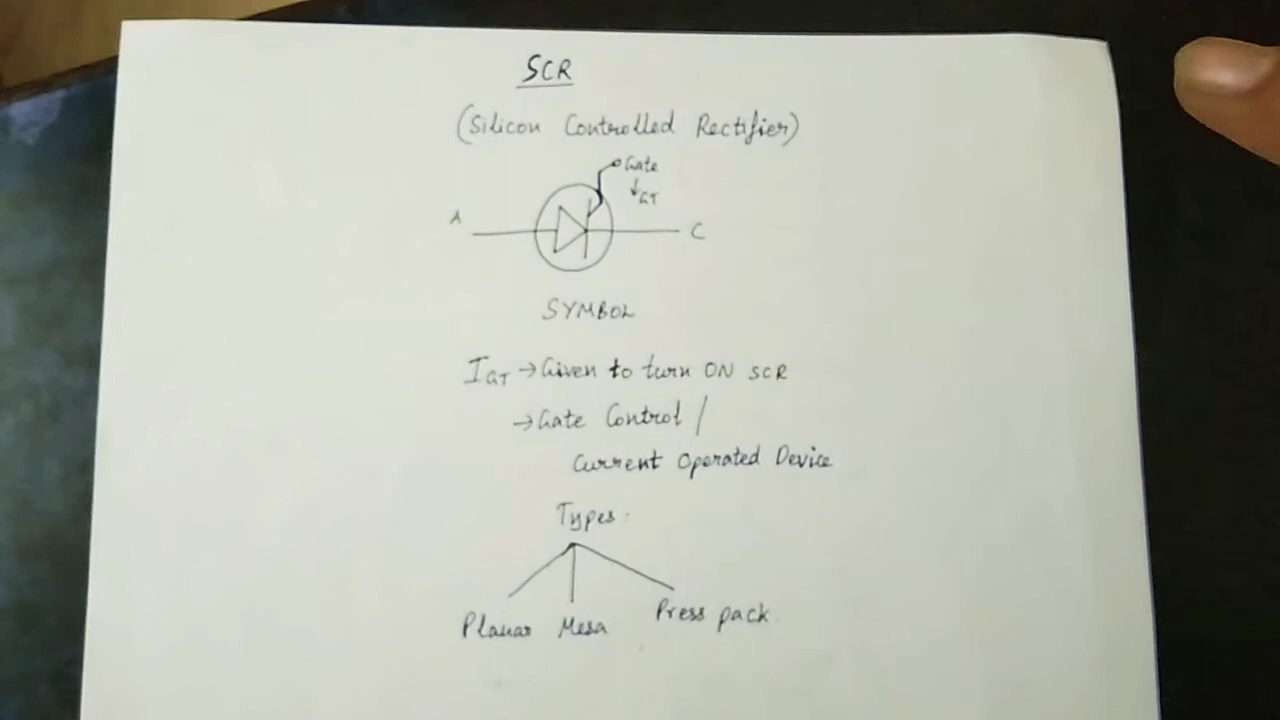 SCR
(Silicon Controlled Rectifier)
Gate
↓GT
A
C
SYMBOL
IGT → Given to turn ON SCR
→ Gate Control /
Current Operated Device
Types
Planar Mesa Press pack